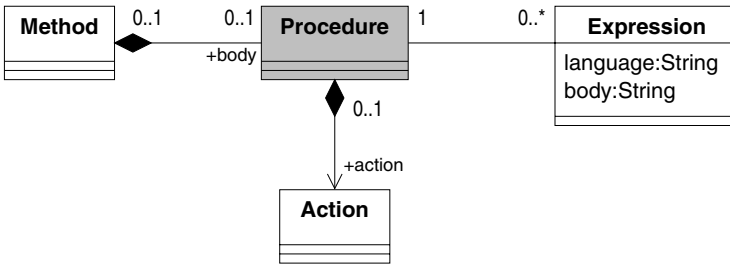 Method
0..1
0..1
+body
Procedure
1
0..*
Expression
language:String
body:String
0..1
+action
Action